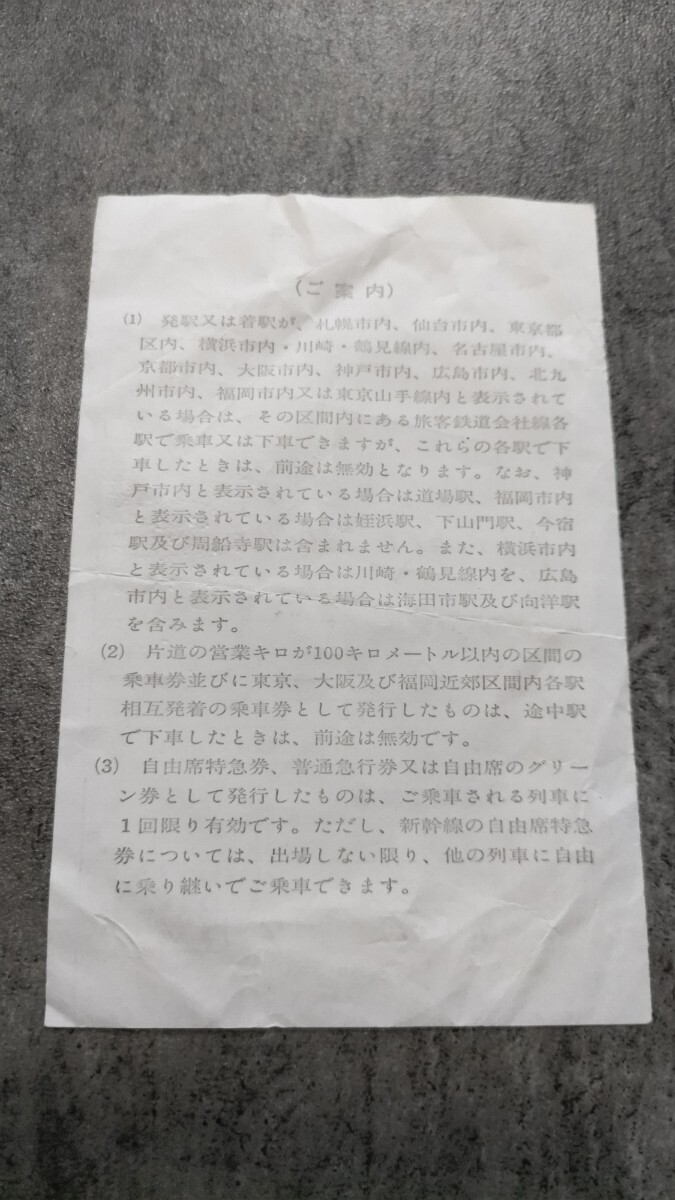 （ご案内）
(1) 発駅又は着駅が、札幌市内、仙台市内、東京都
区内、横浜市内・川崎・鶴見線内、名古屋市内、
京都市内、大阪市内、神戸市内、広島市内、北九
州市内、福岡市内又は東京山手線内と表示されて
いる場合は、その区間内にある旅客鉄道会社線各
駅で乗車又は下車できますが、これらの各駅で下
車したときは、前途は無効となります。なお、神
戸市内と表示されている場合は道場駅、福岡市内
と表示されている場合は姪浜駅、下山門駅、今宿
駅及び周船寺駅は含まれません。また、横浜市内
と表示されている場合は川崎・鶴見線内を、広島
市内と表示されている場合は海田市駅及び向洋駅
を含みます。
(2) 片道の営業キロが100キロメートル以内の区間の
乗車券並びに東京、大阪及び福岡近郊区間内各駅
相互発着の乗車券として発行したものは、途中駅
で下車したときは、前途は無効です。
(3) 自由席特急券、普通急行券又は自由席のグリー
ン券として発行したものは、ご乗車される列車に
1回限り有効です。ただし、新幹線の自由席特急
券については、出場しない限り、他の列車に自由
に乗り継いでご乗車できます。